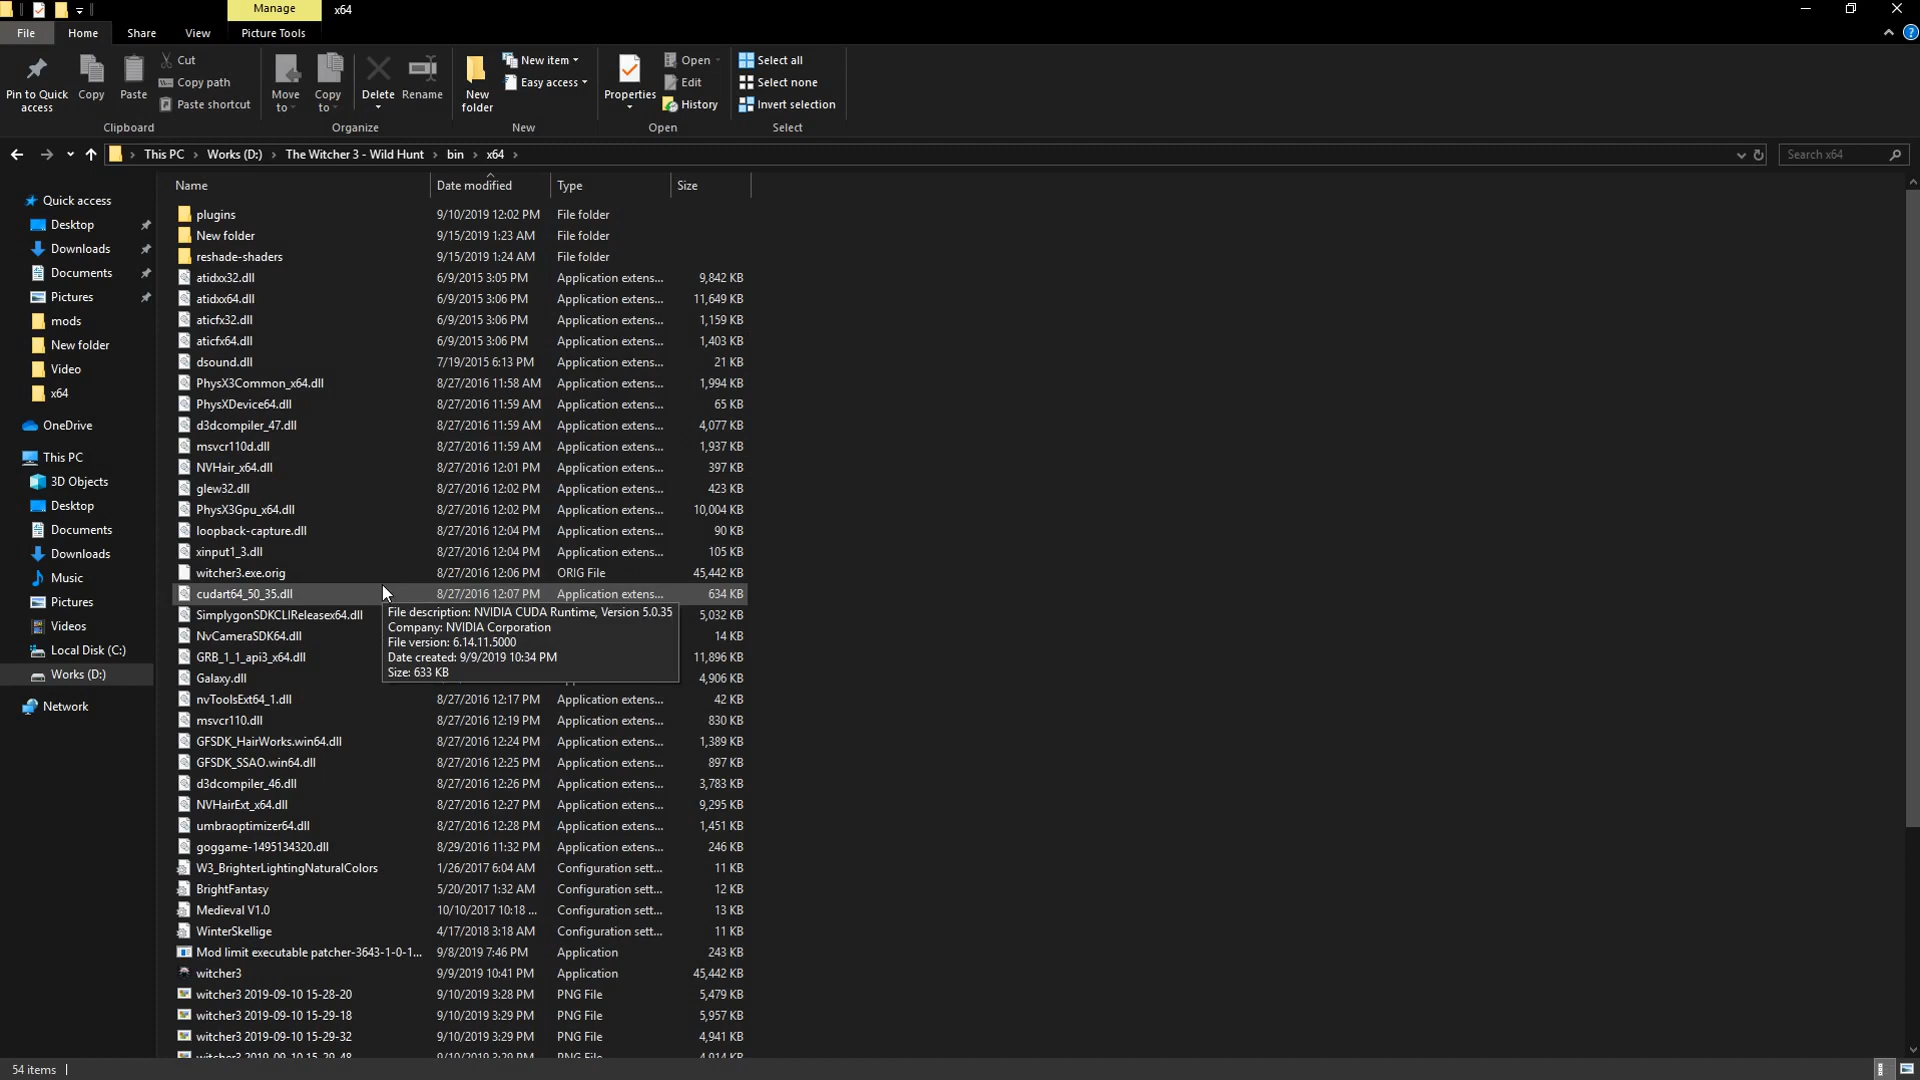 Manage x64
File Home Share View Picture Tools
Pin to Quick access
Copy
Paste
Cut
Copy path
Paste shortcut
Clipboard
Move to
Copy to
Delete
Rename
Organize
New folder
New item
Easy access
New
Properties
Open
Edit
History
Open
Select all
Select none
Invert selection
Select
This PC > Works (D:) > The Witcher 3 - Wild Hunt > bin > x64 >
Search x64
Quick access
Desktop
Downloads
Documents
Pictures
mods
New folder
Video
x64
OneDrive
This PC
3D Objects
Desktop
Documents
Downloads
Music
Pictures
Videos
Local Disk (C:)
Works (D:)
Network
Name Date modified Type Size
plugins 9/10/2019 12:02 PM File folder
New folder 9/15/2019 1:23 AM File folder
reshade-shaders 9/15/2019 1:24 AM File folder
atidxx32.dll 6/9/2015 3:05 PM Application extens... 9,842 KB
atidxx64.dll 6/9/2015 3:06 PM Application extens... 11,649 KB
aticfx32.dll 6/9/2015 3:06 PM Application extens... 1,159 KB
aticfx64.dll 6/9/2015 3:06 PM Application extens... 1,403 KB
dsound.dll 7/19/2015 6:13 PM Application extens... 21 KB
PhysX3Common_x64.dll 8/27/2016 11:58 AM Application extens... 1,994 KB
PhysXDevice64.dll 8/27/2016 11:59 AM Application extens... 65 KB
d3dcompiler_47.dll 8/27/2016 11:59 AM Application extens... 4,077 KB
msvcr110d.dll 8/27/2016 11:59 AM Application extens... 1,937 KB
NVHair_x64.dll 8/27/2016 12:01 PM Application extens... 397 KB
glew32.dll 8/27/2016 12:02 PM Application extens... 423 KB
PhysX3Gpu_x64.dll 8/27/2016 12:02 PM Application extens... 10,004 KB
loopback-capture.dll 8/27/2016 12:04 PM Application extens... 90 KB
xinput1_3.dll 8/27/2016 12:04 PM Application extens... 105 KB
witcher3.exe.orig 8/27/2016 12:06 PM ORIG File 45,442 KB
cudart64_50_35.dll 8/27/2016 12:07 PM Application extens... 634 KB
SimplygonSDKCLIReleasex64.dll 5,032 KB
NvCameraSDK64.dll 14 KB
GRB_1_1_api3_x64.dll 11,896 KB
Galaxy.dll 4,906 KB
File description: NVIDIA CUDA Runtime, Version 5.0.35
Company: NVIDIA Corporation
File version: 6.14.11.5000
Date created: 9/9/2019 10:34 PM
Size: 633 KB
nvToolsExt64_1.dll 8/27/2016 12:17 PM Application extens... 42 KB
msvcr110.dll 8/27/2016 12:19 PM Application extens... 830 KB
GFSDK_HairWorks.win64.dll 8/27/2016 12:24 PM Application extens... 1,389 KB
GFSDK_SSAO.win64.dll 8/27/2016 12:25 PM Application extens... 897 KB
d3dcompiler_46.dll 8/27/2016 12:26 PM Application extens... 3,783 KB
NVHairExt_x64.dll 8/27/2016 12:27 PM Application extens... 9,295 KB
umbraoptimizer64.dll 8/27/2016 12:28 PM Application extens... 1,451 KB
goggame-1495134320.dll 8/29/2016 11:32 PM Application extens... 246 KB
W3_BrighterLightingNaturalColors 1/26/2017 6:04 AM Configuration sett... 11 KB
BrightFantasy 5/20/2017 1:32 AM Configuration sett... 12 KB
Medieval V1.0 10/10/2017 10:18 ... Configuration sett... 13 KB
WinterSkellige 4/17/2018 3:18 AM Configuration sett... 11 KB
Mod limit executable patcher-3643-1-0-1... 9/8/2019 7:46 PM Application 243 KB
witcher3 9/9/2019 10:41 PM Application 45,442 KB
witcher3 2019-09-10 15-28-20 9/10/2019 3:28 PM PNG File 5,479 KB
witcher3 2019-09-10 15-29-18 9/10/2019 3:29 PM PNG File 5,957 KB
witcher3 2019-09-10 15-29-32 9/10/2019 3:29 PM PNG File 4,941 KB
witcher3 2019-09-10 15-29-48 9/10/2019 3:29 PM PNG File 4,914 KB
54 items